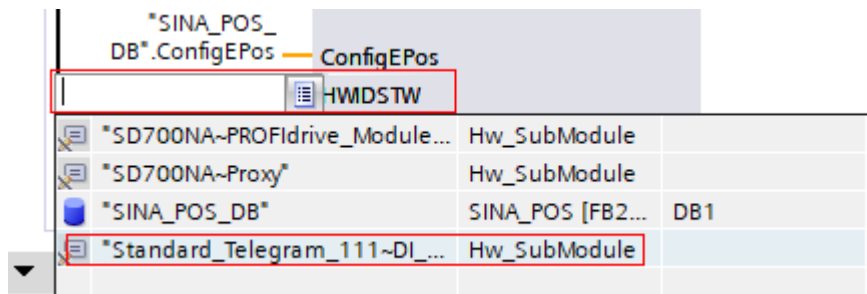 "SINA_POS_
DB".ConfigEPos
ConfigEPos
HWIDSTW
"SD700NA~PROFIdrive_Module... Hw_SubModule
"SD700NA~Proxy" Hw_SubModule
"SINA_POS_DB" SINA_POS [FB2... DB1
"Standard_Telegram_111~DI_... Hw_SubModule